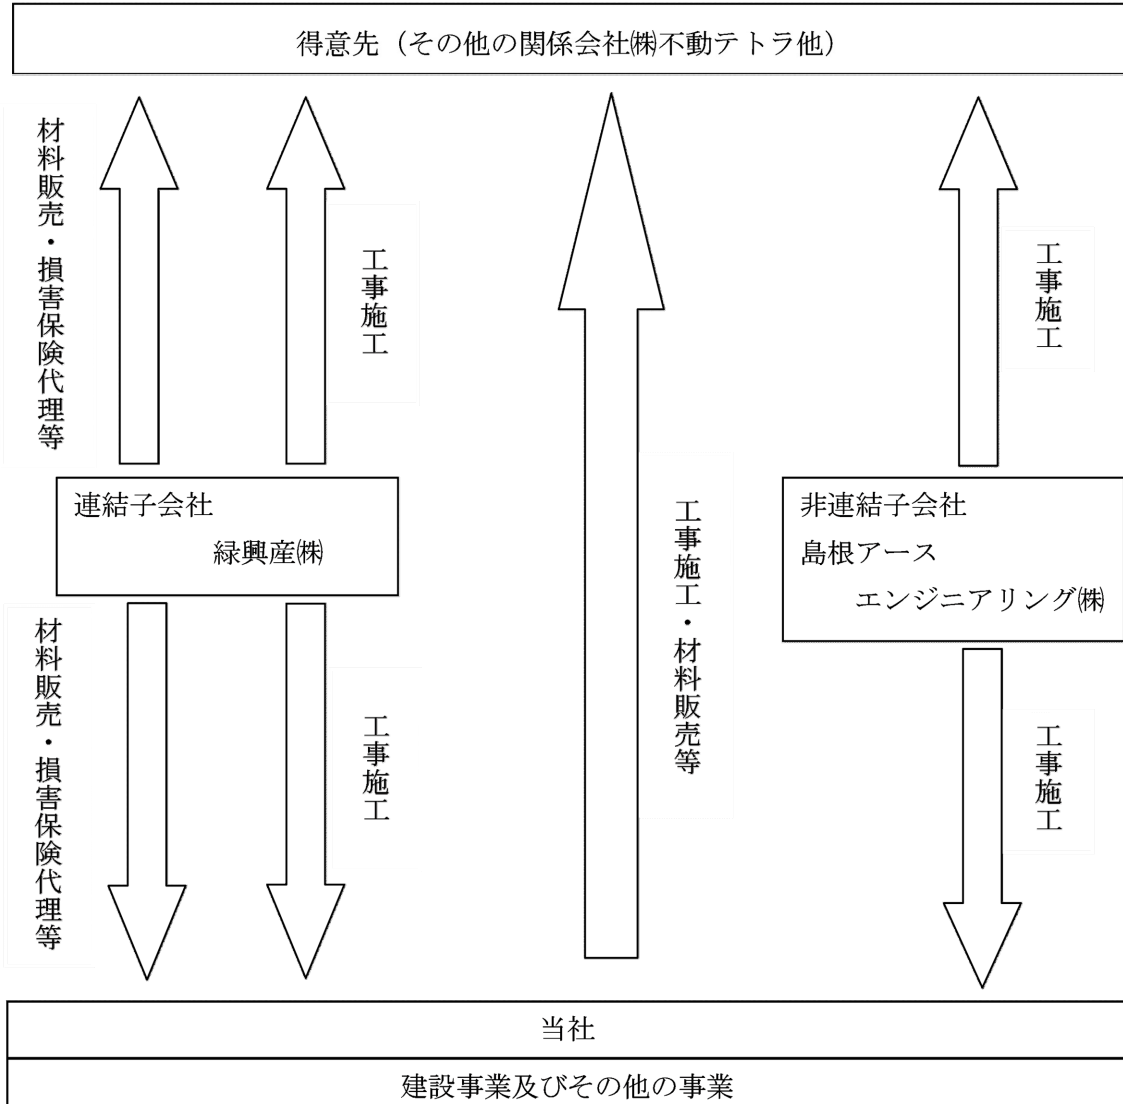 得意先（その他の関係会社㈱不動テトラ他）
材料販売・損害保険代理等
工事施工
工事施工
連結子会社
緑興産㈱
工事施工・材料販売等
非連結子会社
島根アース
エンジニアリング㈱
材料販売・損害保険代理等
工事施工
工事施工
当社
建設事業及びその他の事業